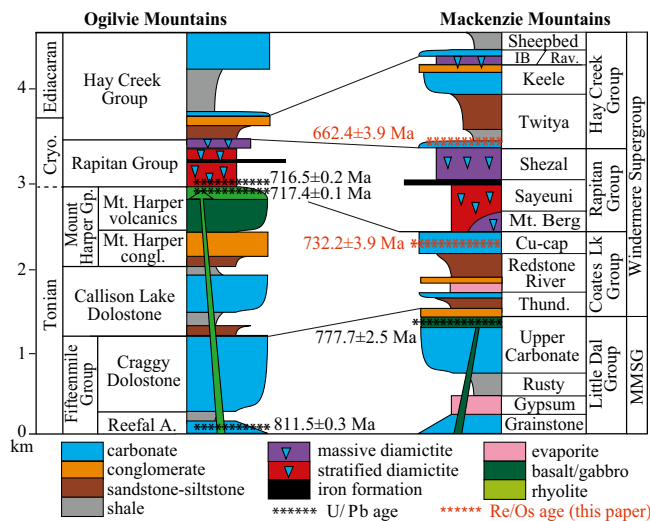 Ogilvie Mountains
Mackenzie Mountains
Ediacaran
Cryo.
Tonian
4
3
2
1
0
km
Hay Creek
Group
Rapitan Group
Mount
Harper Gp.
Mt. Harper
volcanics
Mt. Harper
congl.
Callison Lake
Dolostone
Fifteenmile
Group
Craggy
Dolostone
Reefal A.
662.4±3.9 Ma
716.5±0.2 Ma
717.4±0.1 Ma
732.2±3.9 Ma
777.7±2.5 Ma
811.5±0.3 Ma
Sheepbed
IB / Rav.
Keele
Twitya
Shezal
Sayeuni
Mt. Berg
Cu-cap
Redstone
River
Thund.
Upper
Carbonate
Rusty
Gypsum
Grainstone
Hay Creek
Group
Rapitan
Group
Coates Lk
Group
Little Dal
Group
Windermere Supergroup
MMSG
carbonate
conglomerate
sandstone-siltstone
shale
massive diamictite
stratified diamictite
iron formation
****** U/Pb age
evaporite
basalt/gabbro
rhyolite
****** Re/Os age (this paper)